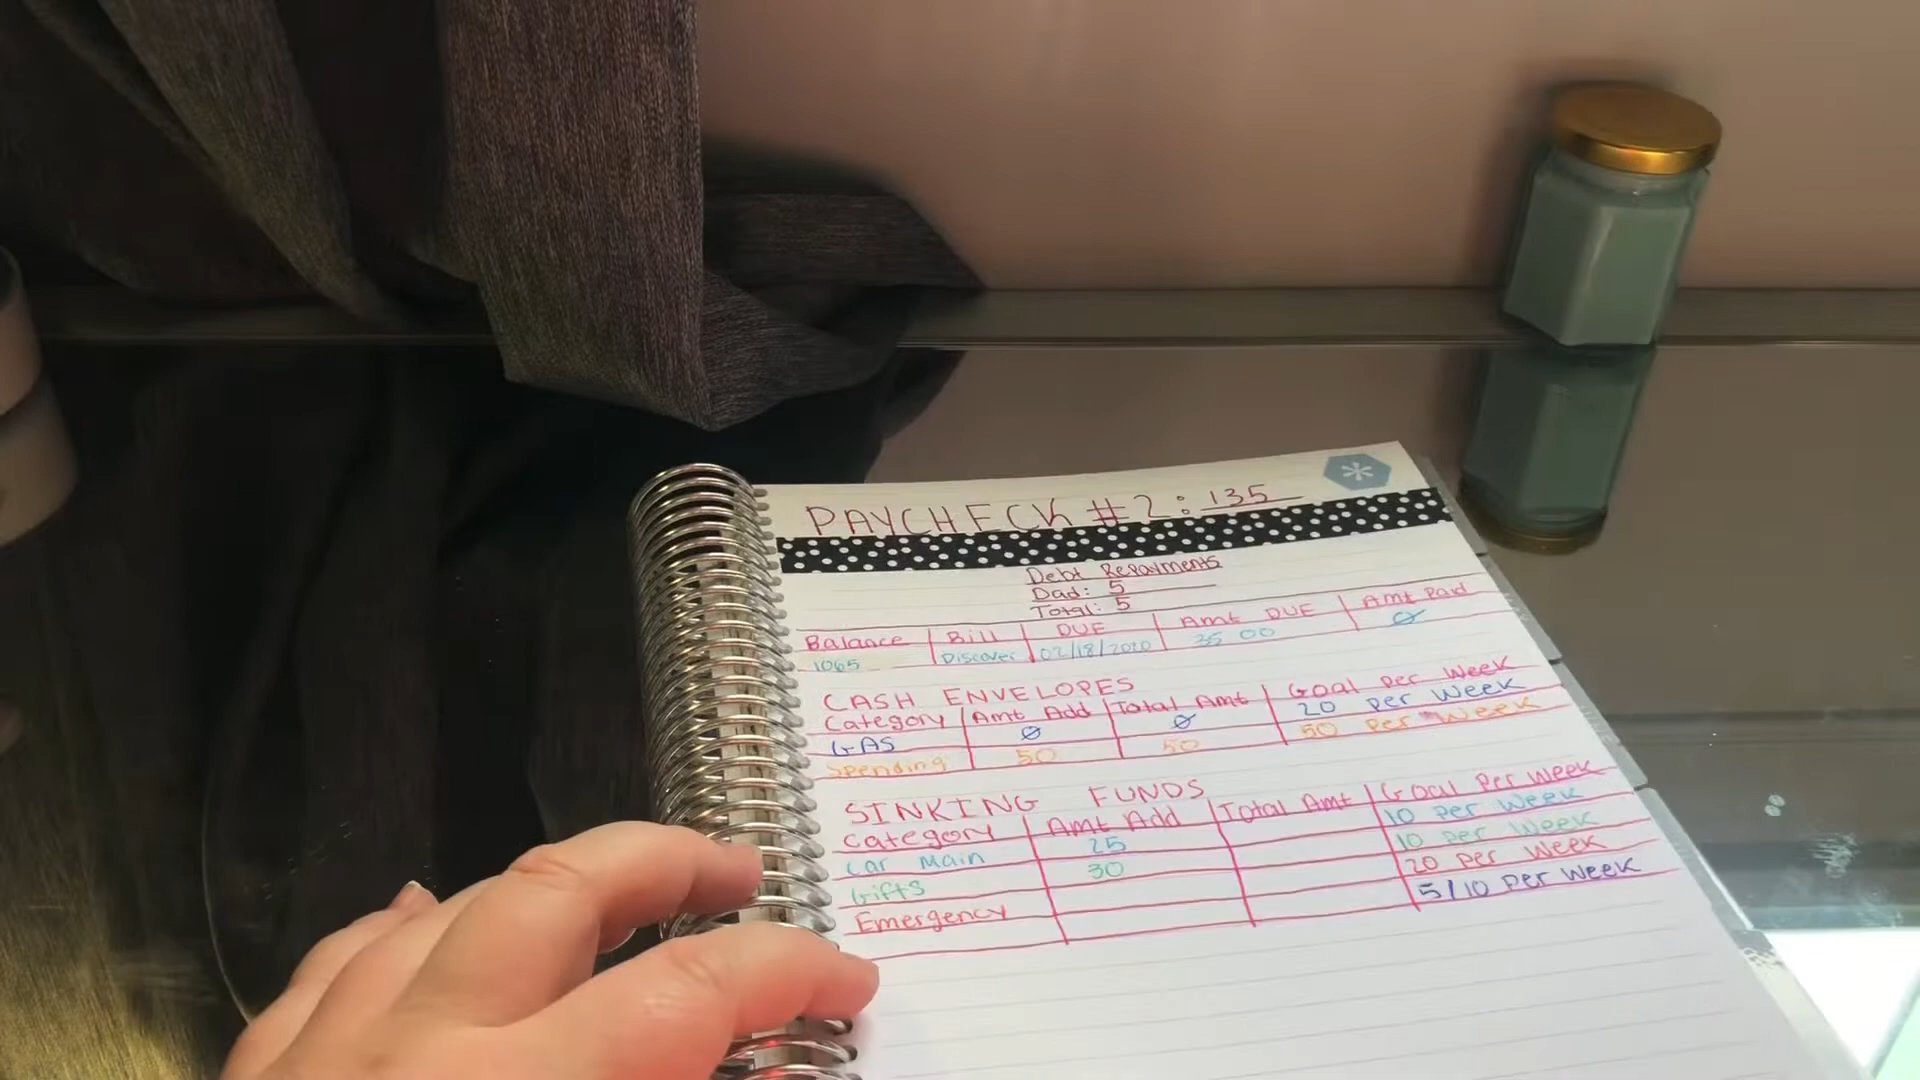 PAYCHECK #2: 135
Debt Repayments
Dad: 5
Total: 5
Balance Bill DUE Amt DUE Amt Paid
1065 Discover 02/18/2020 35 00 Ø
CASH ENVELOPES
Category Amt Add Total Amt Goal per Week
GAS Ø Ø 20 per Week
Spending 50 50 50 per Week
SINKING FUNDS
Category Amt Add Total Amt Goal Per Week
Car Main 25 10 per Week
Gifts 30 10 per Week
Emergency 20 per Week
5/10 per Week